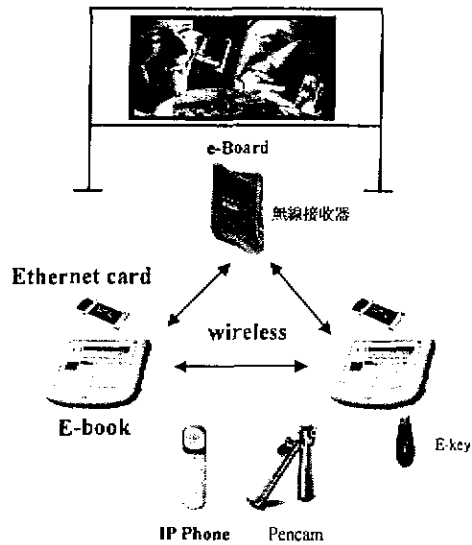 e-Board
無線接收器
Ethernet card
wireless
E-book
E-key
IP Phone
Pencam